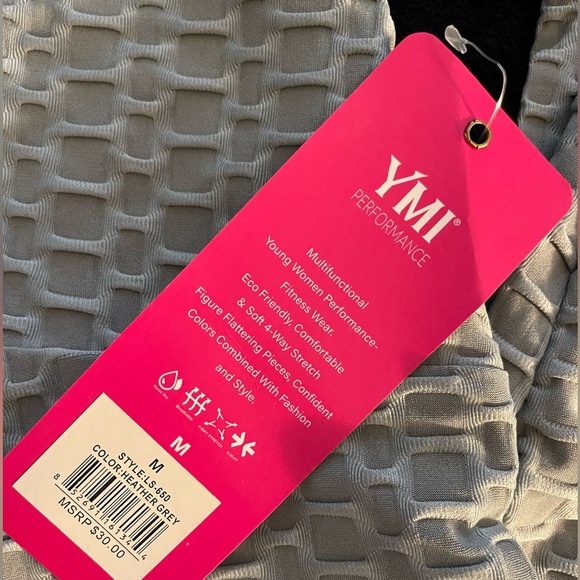 YMI®
PERFORMANCE
Multifunctional
Young Women Performance-
Fitness Wear.
Eco Friendly, Comfortable
& Soft 4-Way Stretch
Figure Flattering Pieces, Confident
Colors Combined With Fashion
and Style.
M
M
STYLE:LS-650
COLOR:HEATHER GREY
MSRP $30.00